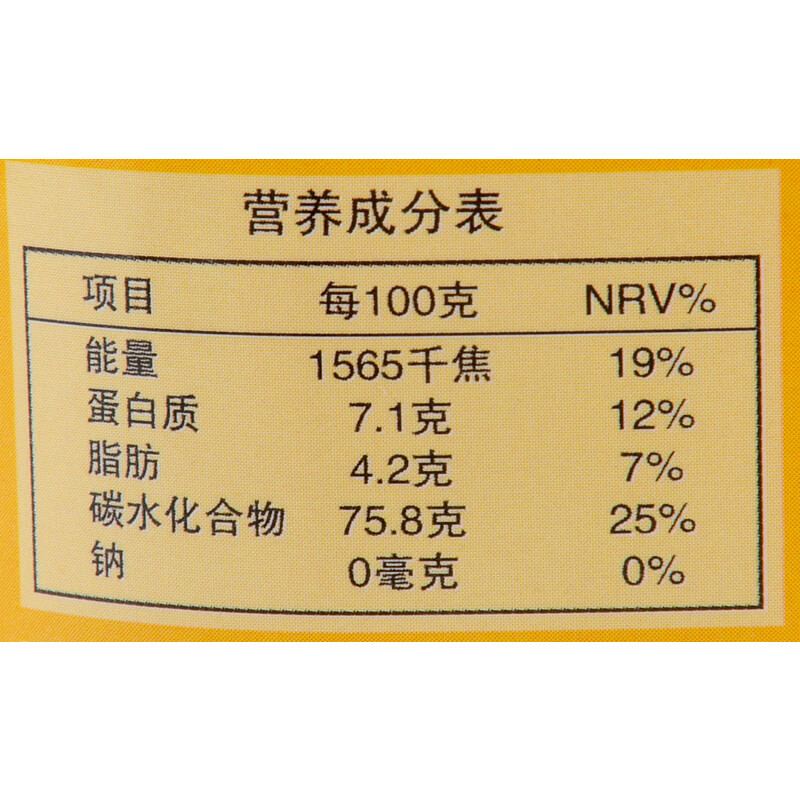 营养成分表
项目 每100克 NRV%
能量 1565千焦 19%
蛋白质 7.1克 12%
脂肪 4.2克 7%
碳水化合物 75.8克 25%
钠 0毫克 0%